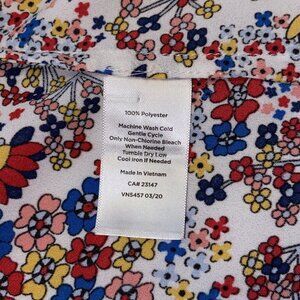 100% Polyester
Machine Wash Cold
Gentle Cycle
Only Non-Chlorine Bleach
When Needed
Tumble Dry Low
Cool Iron If Needed
Made In Vietnam
CA# 23147
VN5457 03/20